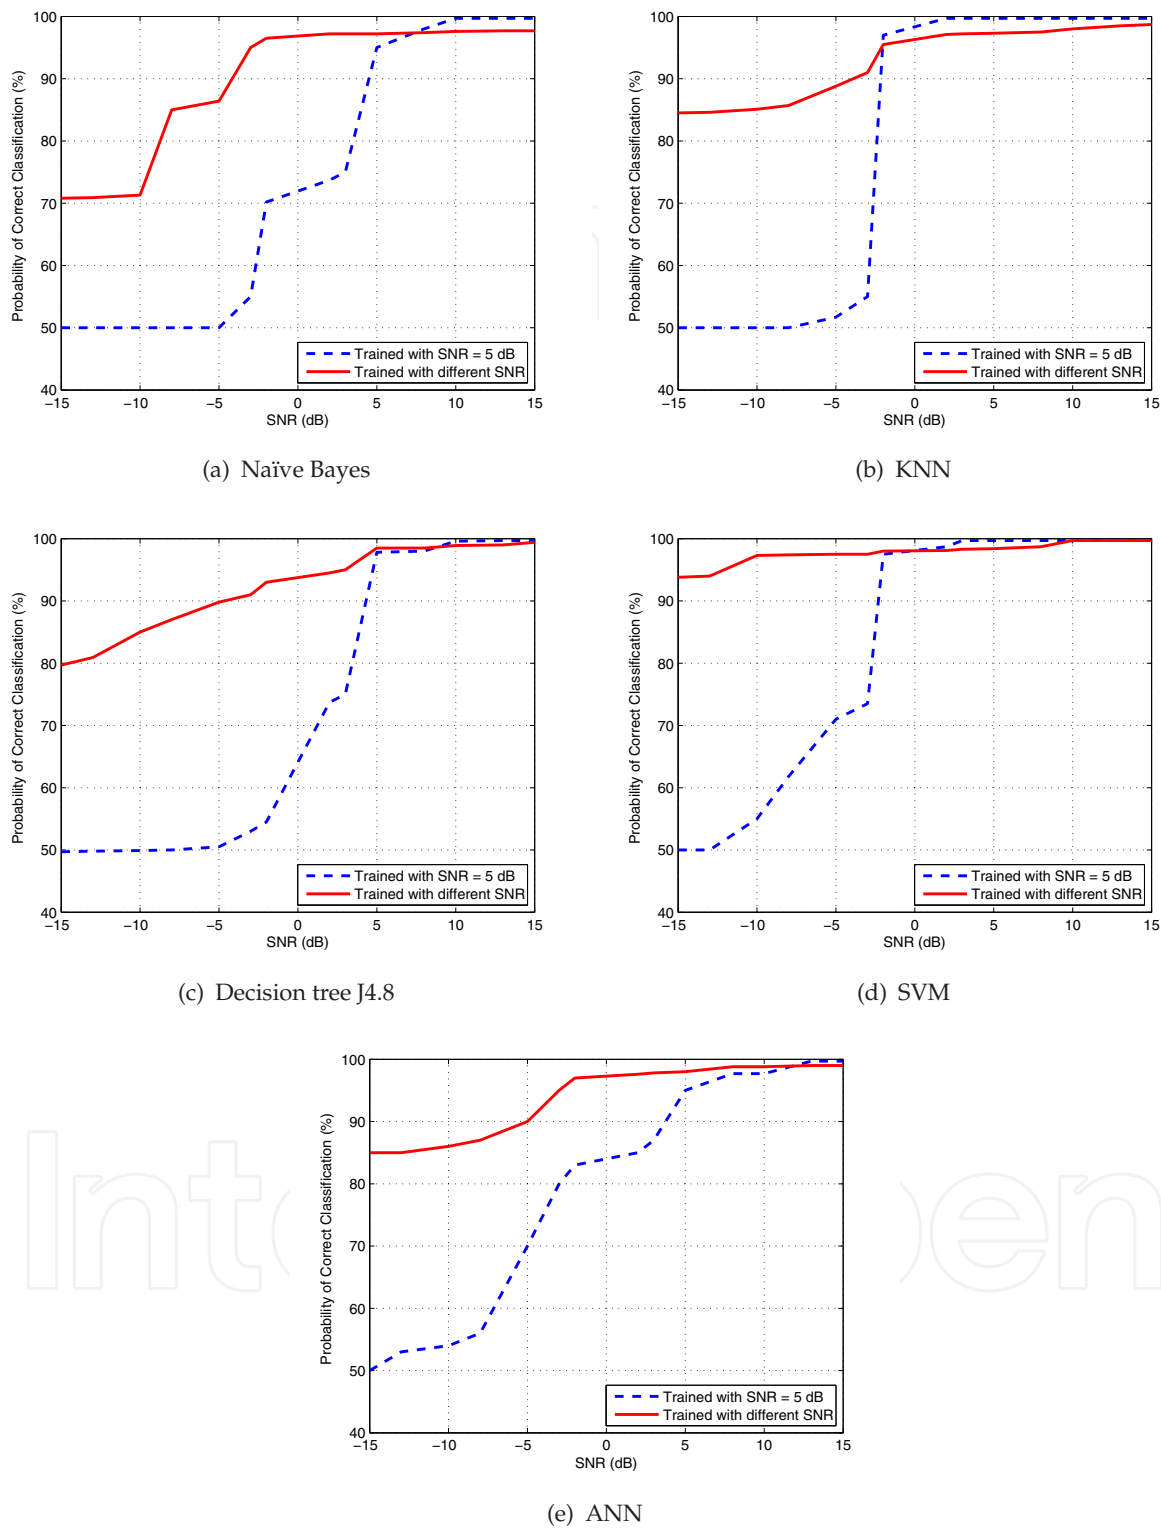 100
90
80
70
60
50
40
Probability of Correct Classification (%)
−15 −10 −5 0 5 10 15
SNR (dB)
Trained with SNR = 5 dB
Trained with different SNR
(a) Naïve Bayes
100
90
80
70
60
50
40
Probability of Correct Classification (%)
−15 −10 −5 0 5 10 15
SNR (dB)
Trained with SNR = 5 dB
Trained with different SNR
(b) KNN
100
90
80
70
60
50
40
Probability of Correct Classification (%)
−15 −10 −5 0 5 10 15
SNR (dB)
Trained with SNR = 5 dB
Trained with different SNR
(c) Decision tree J4.8
100
90
80
70
60
50
40
Probability of Correct Classification (%)
−15 −10 −5 0 5 10 15
SNR (dB)
Trained with SNR = 5 dB
Trained with different SNR
(d) SVM
100
90
80
70
60
50
40
Probability of Correct Classification (%)
−15 −10 −5 0 5 10 15
SNR (dB)
Trained with SNR = 5 dB
Trained with different SNR
(e) ANN